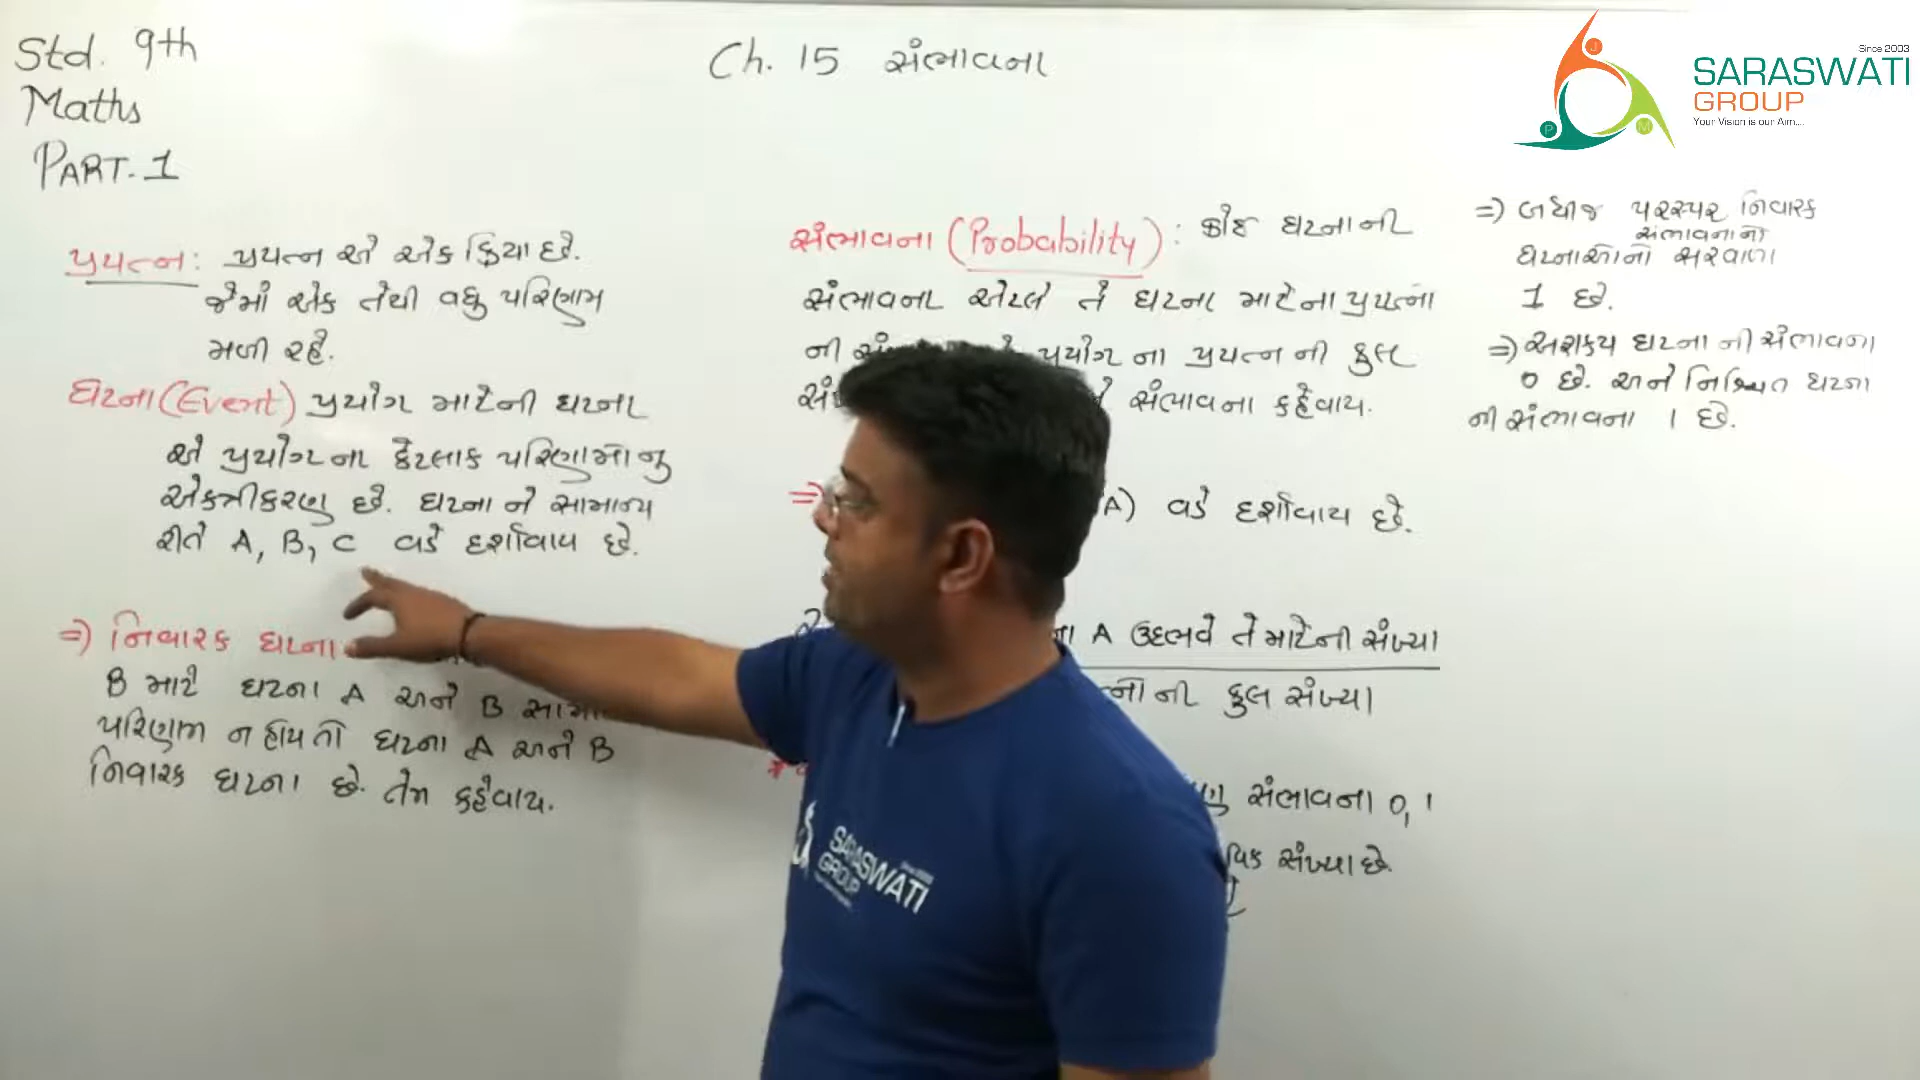 Std. 9th
Maths
PART.1
Ch. 15 સંભાવના
Since 2003
SARASWATI
GROUP
Your Vision is our Aim....
J
P
M
પ્રયત્ન : પ્રયત્ન એ એક ક્રિયા છે.
જેમાં એક તેથી વધુ પરિણામ
મળી રહે.
ઘટના (Event) પ્રયોગ માટેની ઘટના
એ પ્રયોગના કેટલાક પરિણામોનુ
એકત્રીકરણ છે. ઘટના ને સામાન્ય
રીતે A, B, C વડે દર્શાવાય છે.
=) નિવારક ઘટના
B માટે ઘટના A અને B
પરિણામ ન હોય તો ઘટના A અને B
નિવારક ઘટના છે. તેમ કહેવાય.
સંભાવના (Probability) : કોઇ ઘટનાની
સંભાવના એટલે તે ઘટના માટેના પ્રયત્ના
ની પ્રયોગ ના પ્રયત્ન ની કુલ
સંભાવના કહેવાય.
=) A) વડે દર્શાવાય છે.
A ઉદ્દભવે તે માટેની સંખ્યા
ની કુલ સંખ્યા
સંભાવના 0, 1
સંખ્યા છે.
=) બધીજ પરસ્પર નિવારક
સંભાવનાનો
ઘટનાઓનો સરવાળા
1 છે.
=) અશક્ય ઘટના ની સંભાવના
0 છે. અને નિશ્ચિત ઘટના
ની સંભાવના 1 છે.
SARASWATI
GROUP